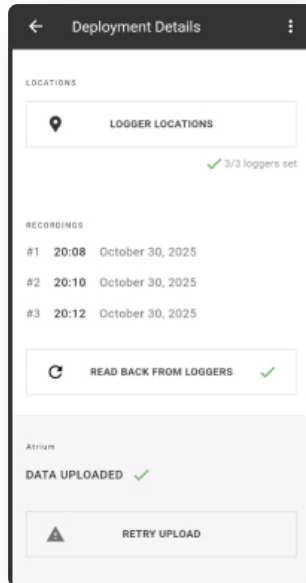 Deployment Details
LOCATIONS
LOGGER LOCATIONS
3/3 loggers set
RECORDINGS
#1 20:08 October 30, 2025
#2 20:10 October 30, 2025
#3 20:12 October 30, 2025
READ BACK FROM LOGGERS
Atrium
DATA UPLOADED
RETRY UPLOAD